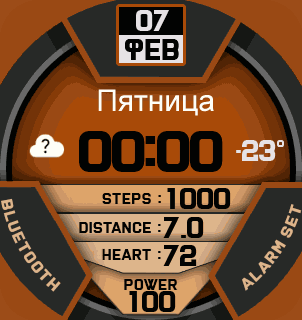 07
ФЕВ
Пятница
?
00:00 -23°
STEPS : 1000
DISTANCE : 7.0
HEART : 72
POWER
100
BLUETOOTH
ALARM SET